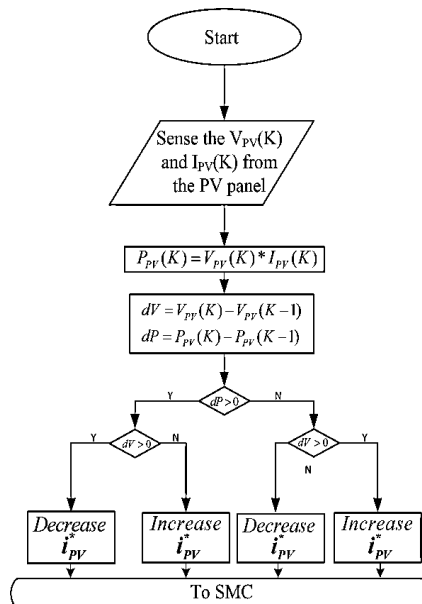 Start
Sense the V_PV(K)
and I_PV(K) from
the PV panel
P_PV(K) = V_PV(K) * I_PV(K)
dV = V_PV(K) − V_PV(K−1)
dP = P_PV(K) − P_PV(K−1)
Y dP>0 N
Y dV>0 N
dV>0 Y
N
Decrease i*_PV
Increase i*_PV
Decrease i*_PV
Increase i*_PV
To SMC